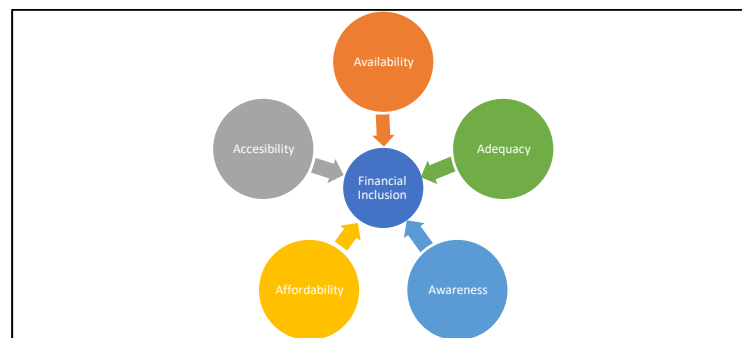 Availability
Accesibility
Adequacy
Financial
Inclusion
Affordability
Awareness